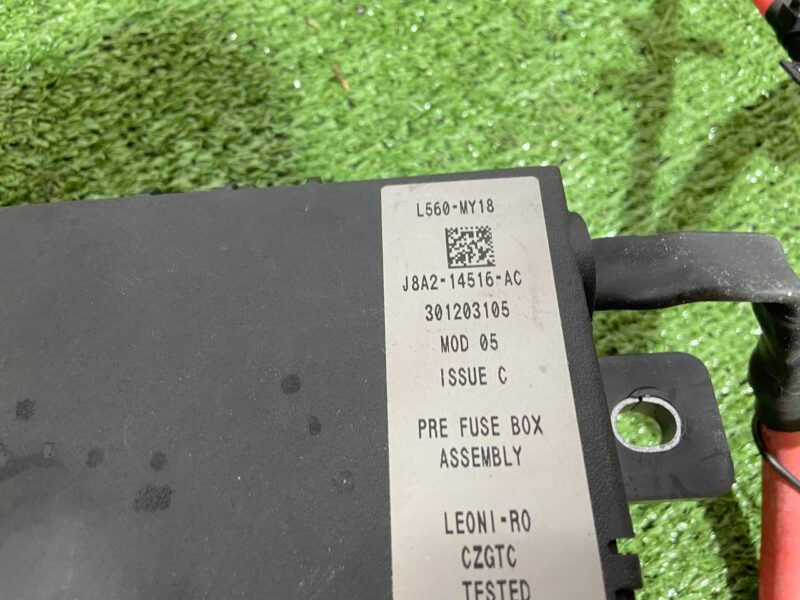 L560-MY18
J8A2-14516-AC
301203105
MOD 05
ISSUE C
PRE FUSE BOX
ASSEMBLY
LEONI-RO
CZGTC
TESTED